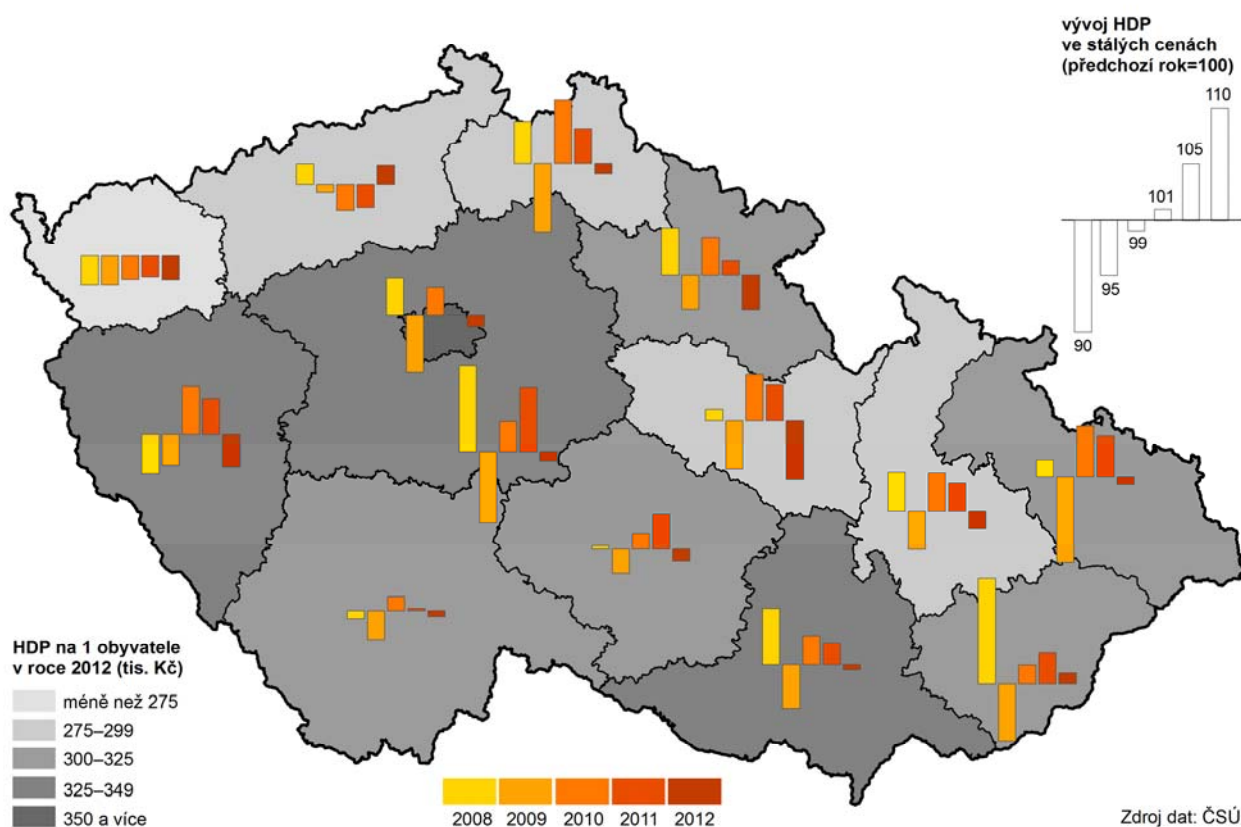 vývoj HDP
ve stálých cenách
(předchozí rok=100)
110
105
101
99
95
90
HDP na 1 obyvatele
v roce 2012 (tis. Kč)
méně než 275
275–299
300–325
325–349
350 a více
2008 2009 2010 2011 2012
Zdroj dat: ČSÚ